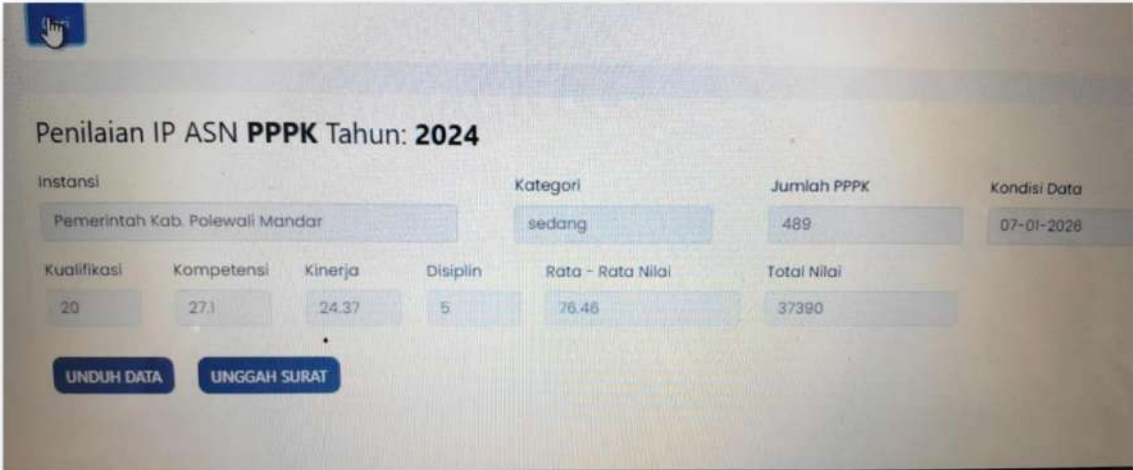 Penilaian IP ASN PPPK Tahun: 2024
Instansi Kategori Jumlah PPPK Kondisi Data
Pemerintah Kab. Polewali Mandar sedang 489 07-01-2026
Kualifikasi Kompetensi Kinerja Disiplin Rata - Rata Nilai Total Nilai
20 27.1 24.37 5 76.46 37390
UNDUH DATA UNGGAH SURAT